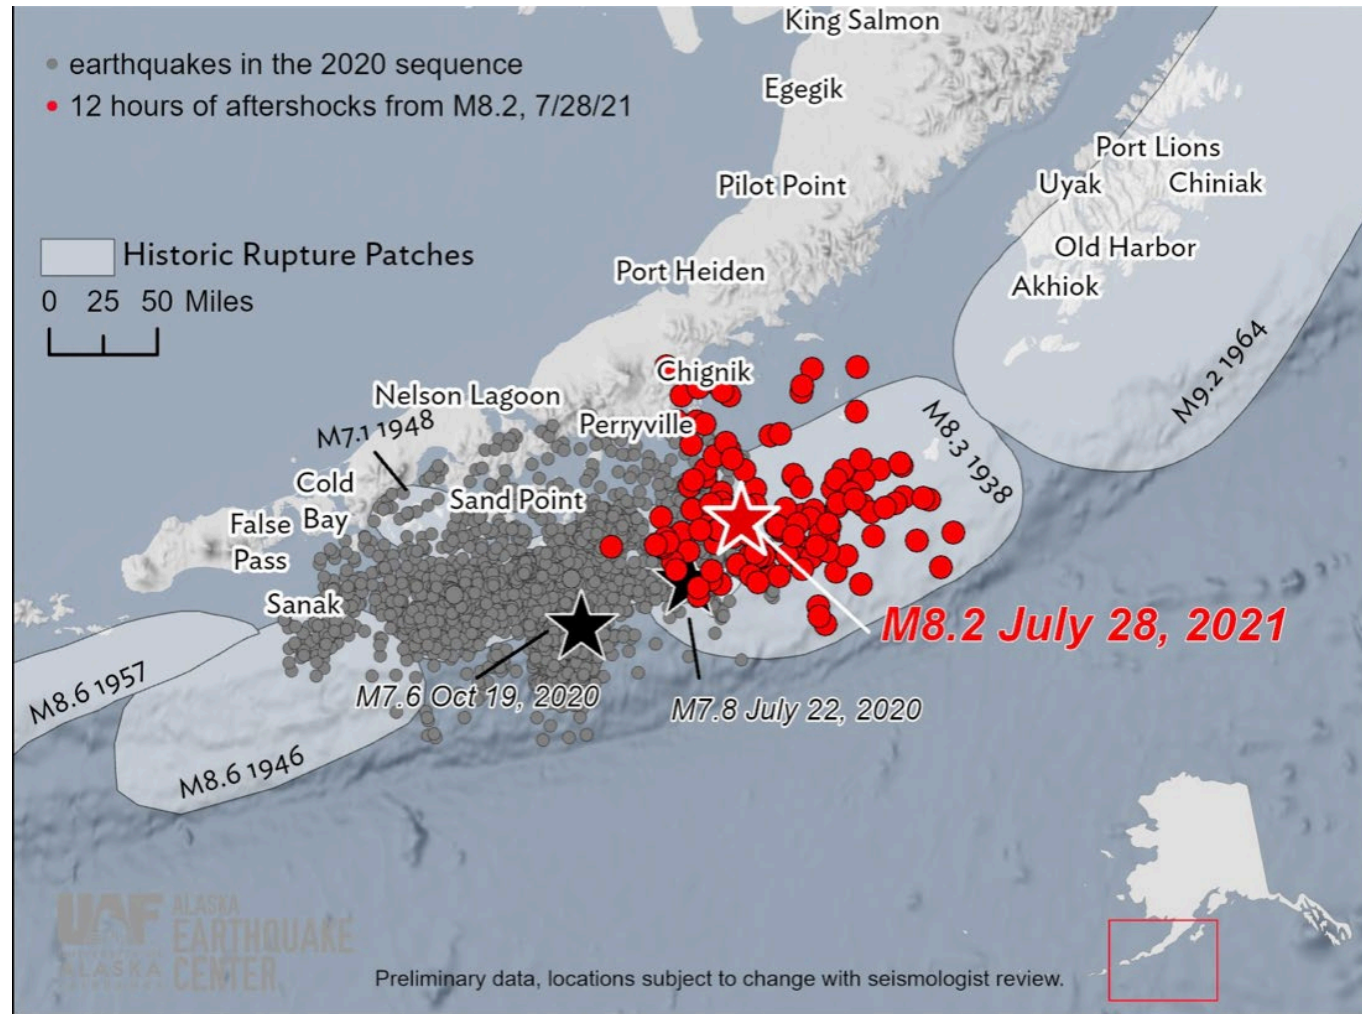 King Salmon
earthquakes in the 2020 sequence
Egegik
12 hours of aftershocks from M8.2, 7/28/21
Port Lions
Pilot Point
Uyak
Chiniak
Historic Rupture Patches
Old Harbor
Port Heiden
Akhiok
0 25 50 Miles
Chignik
Nelson Lagoon
M9.2 1964
Perryville
M7.1 1948
M8.3 1938
Cold
Bay
Sand Point
False
Pass
Sanak
M8.2 July 28, 2021
M8.6 1957
M7.6 Oct 19, 2020
M7.8 July 22, 2020
M8.6 1946
UAF
ALASKA
EARTHQUAKE
CENTER
ALASKA
Preliminary data, locations subject to change with seismologist review.